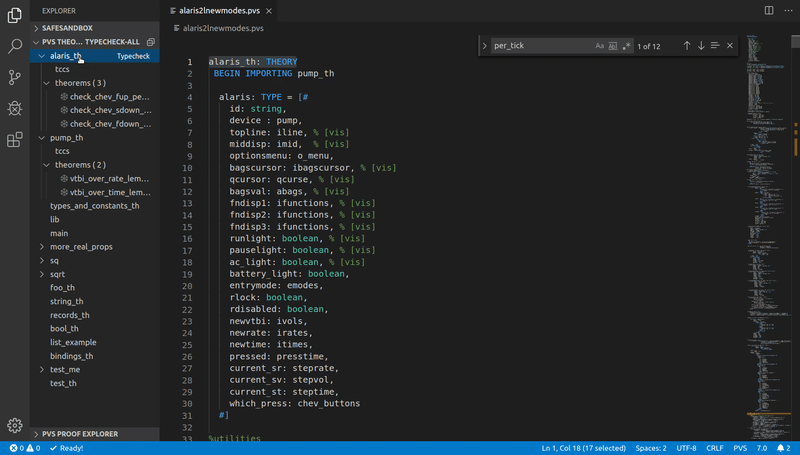 EXPLORER
SAFESANDBOX
PVS THEO... TYPECHECK-ALL
alaris_th Typecheck
tccs
theorems ( 3 )
check_chev_fup_pe...
check_chev_sdown_...
check_chev_fdown_...
pump_th
tccs
theorems ( 2 )
vtbi_over_rate_lem...
vtbi_over_time_lem...
types_and_constants_th
lib
main
more_real_props
sq
sqrt
foo_th
string_th
records_th
bool_th
list_example
bindings_th
test_me
test_th
PVS PROOF EXPLORER
alaris2lnewmodes.pvs ×
alaris2lnewmodes.pvs
per_tick Aa Ab| .* 1 of 12
1 alaris_th: THEORY
2 BEGIN IMPORTING pump_th
3
4 alaris: TYPE = [#
5 id: string,
6 device : pump,
7 topline: iline, % [vis]
8 middisp: imid, % [vis]
9 optionsmenu: o_menu,
10 bagscursor: ibagscursor, % [vis]
11 qcursor: qcurse, % [vis]
12 bagsval: abags, % [vis]
13 fndisp1: ifunctions, % [vis]
14 fndisp2: ifunctions, % [vis]
15 fndisp3: ifunctions, % [vis]
16 runlight: boolean, % [vis]
17 pauselight: boolean, % [vis]
18 ac_light: boolean, % [vis]
19 battery_light: boolean,
20 entrymode: emodes,
21 rlock: boolean,
22 rdisabled: boolean,
23 newvtbi: ivols,
24 newrate: irates,
25 newtime: itimes,
26 pressed: presstime,
27 current_sr: steprate,
28 current_sv: stepvol,
29 current_st: steptime,
30 which_press: chev_buttons
31 #]
32
33 %utilities
0 0 Ready! Ln 1, Col 18 (17 selected) Spaces: 2 UTF-8 CRLF PVS 7.0 2